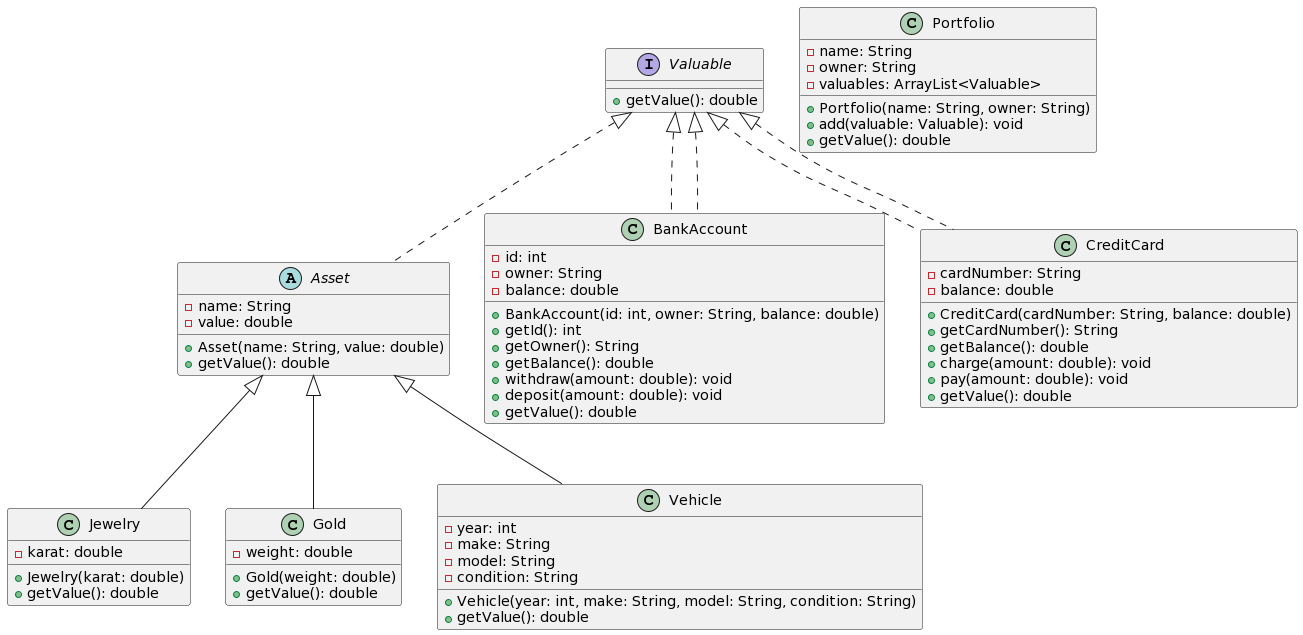 I Valuable
getValue(): double
C Portfolio
name: String
owner: String
valuables: ArrayList<Valuable>
Portfolio(name: String, owner: String)
add(valuable: Valuable): void
getValue(): double
A Asset
name: String
value: double
Asset(name: String, value: double)
getValue(): double
C BankAccount
id: int
owner: String
balance: double
BankAccount(id: int, owner: String, balance: double)
getId(): int
getOwner(): String
getBalance(): double
withdraw(amount: double): void
deposit(amount: double): void
getValue(): double
C CreditCard
cardNumber: String
balance: double
CreditCard(cardNumber: String, balance: double)
getCardNumber(): String
getBalance(): double
charge(amount: double): void
pay(amount: double): void
getValue(): double
C Jewelry
karat: double
Jewelry(karat: double)
getValue(): double
C Gold
weight: double
Gold(weight: double)
getValue(): double
C Vehicle
year: int
make: String
model: String
condition: String
Vehicle(year: int, make: String, model: String, condition: String)
getValue(): double